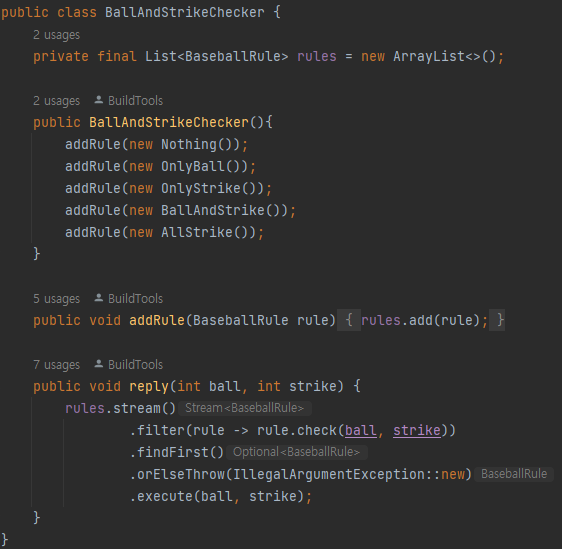 public class BallAndStrikeChecker {
2 usages
private final List<BaseballRule> rules = new ArrayList<>();
2 usages BuildTools
public BallAndStrikeChecker(){
addRule(new Nothing());
addRule(new OnlyBall());
addRule(new OnlyStrike());
addRule(new BallAndStrike());
addRule(new AllStrike());
}
5 usages BuildTools
public void addRule(BaseballRule rule) { rules.add(rule); }
7 usages BuildTools
public void reply(int ball, int strike) {
rules.stream() Stream<BaseballRule>
.filter(rule -> rule.check(ball, strike))
.findFirst() Optional<BaseballRule>
.orElseThrow(IllegalArgumentException::new) BaseballRule
.execute(ball, strike);
}
}